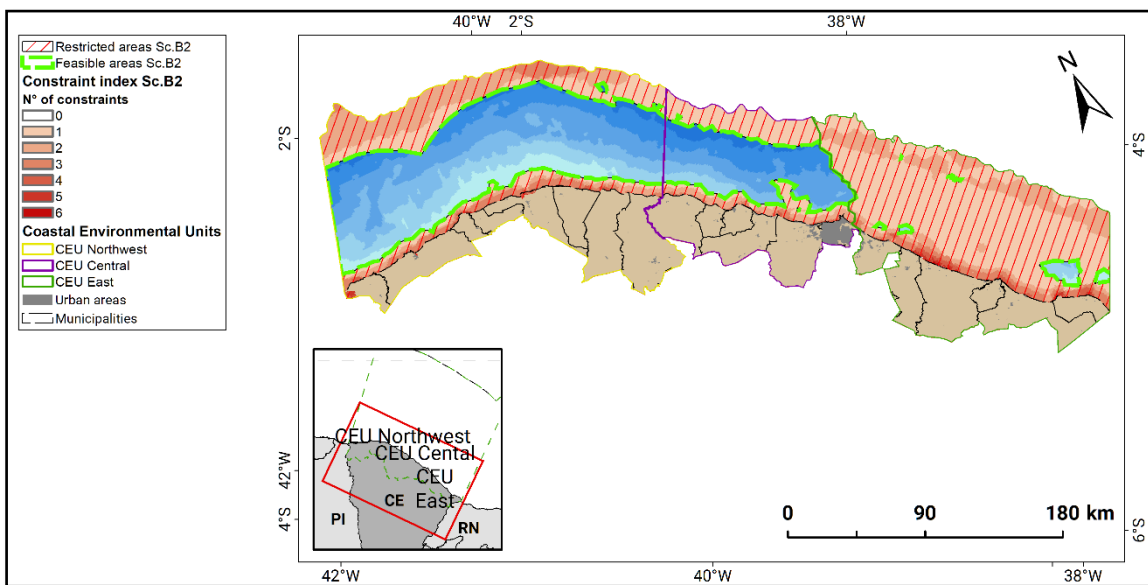 40°W
2°S
38°W
Restricted areas Sc.B2
Feasible areas Sc.B2
Constraint index Sc.B2
N° of constraints
0
1
2
3
4
5
6
Coastal Environmental Units
CEU Northwest
CEU Central
CEU East
Urban areas
Municipalities
N
2°S
4°S
CEU Northwest
CEU Cental
CEU
East
CE
PI
RN
42°W
4°S
0
90
180 km
6°S
42°W
40°W
38°W